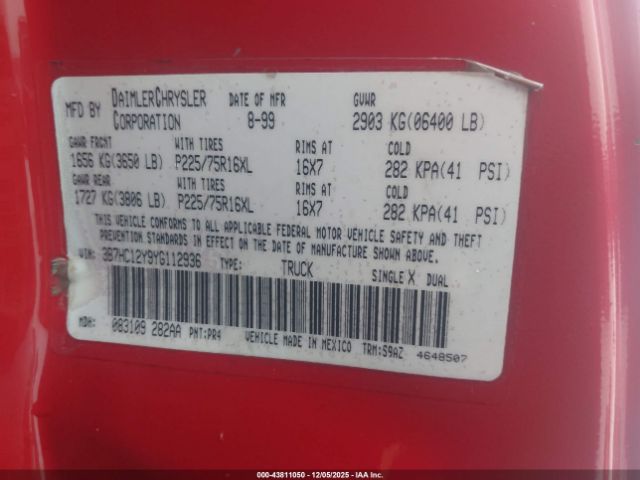 MFD BY DAIMLERCHRYSLER CORPORATION DATE OF MFR 8-99 GVWR 2903 KG(06400 LB)
GAWR FRONT WITH TIRES RIMS AT COLD
1656 KG(3650 LB) P225/75R16XL 16X7 282 KPA(41 PSI)
GAWR REAR WITH TIRES RIMS AT COLD
1727 KG(3806 LB) P225/75R16XL 16X7 282 KPA(41 PSI)
THIS VEHICLE CONFORMS TO ALL APPLICABLE FEDERAL MOTOR VEHICLE SAFETY AND THEFT
PREVENTION STANDARDS IN EFFECT ON THE DATE OF MANUFACTURE SHOWN ABOVE.
VIN: 3B7HC12Y9YG112936 TYPE: TRUCK SINGLE X DUAL
MDH: 083109 282AA PNT:PR4 VEHICLE MADE IN MEXICO TRM:S9AZ 4648507
000-43811050 - 12/05/2025 - IAA Inc.